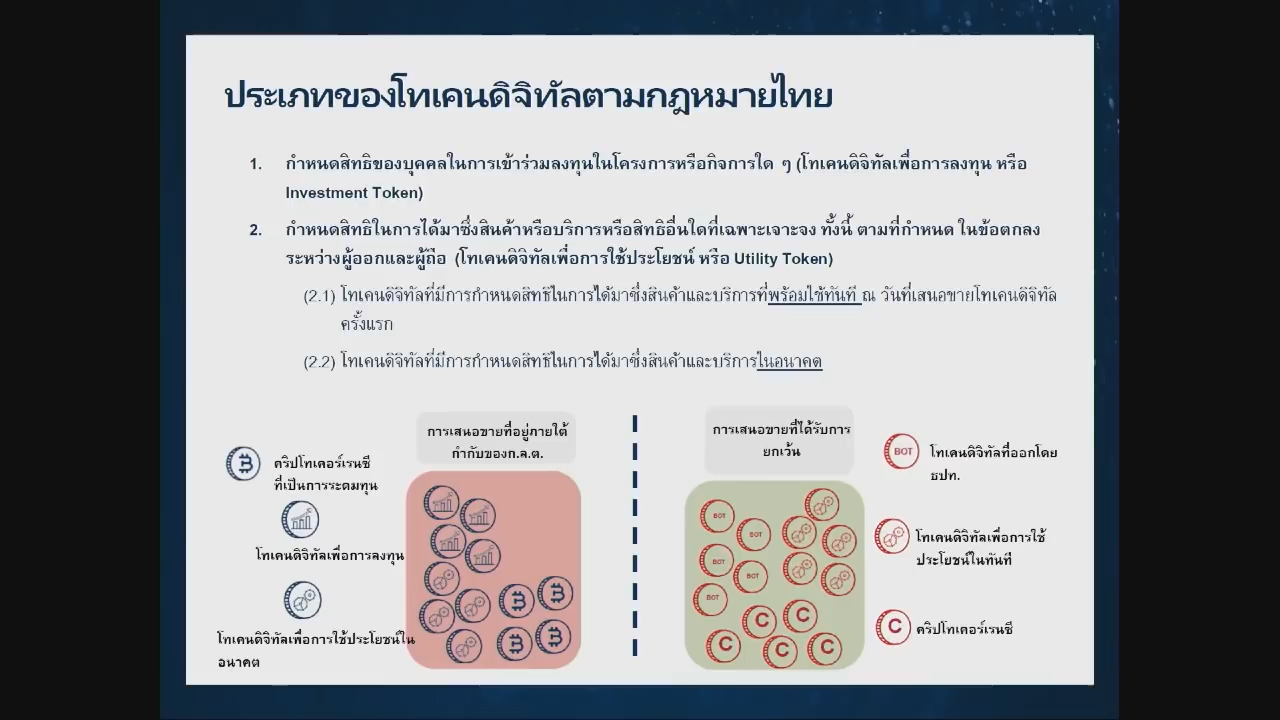 ประเภทของโทเคนดิจิทัลตามกฎหมายไทย
1. กำหนดสิทธิของบุคคลในการเข้าร่วมลงทุนในโครงการหรือกิจการใด ๆ (โทเคนดิจิทัลเพื่อการลงทุน หรือ
Investment Token)
2. กำหนดสิทธิในการได้มาซึ่งสินค้าหรือบริการหรือสิทธิอื่นใดที่เฉพาะเจาะจง ทั้งนี้ ตามที่กำหนด ในข้อตกลง
ระหว่างผู้ออกและผู้ถือ (โทเคนดิจิทัลเพื่อการใช้ประโยชน์ หรือ Utility Token)
(2.1) โทเคนดิจิทัลที่มีการกำหนดสิทธิในการได้มาซึ่งสินค้าและบริการที่พร้อมใช้ทันที ณ วันที่เสนอขายโทเคนดิจิทัล
ครั้งแรก
(2.2) โทเคนดิจิทัลที่มีการกำหนดสิทธิในการได้มาซึ่งสินค้าและบริการในอนาคต
การเสนอขายที่อยู่ภายใต้
กำกับของก.ล.ต.
คริปโทเคอร์เรนซี
ที่เป็นการระดมทุน
โทเคนดิจิทัลเพื่อการลงทุน
โทเคนดิจิทัลเพื่อการใช้ประโยชน์ใน
อนาคต
การเสนอขายที่ได้รับการ
ยกเว้น
BOT
BOT
BOT
BOT
BOT
C
C
C
C
C
BOT
โทเคนดิจิทัลที่ออกโดย
ธปท.
โทเคนดิจิทัลเพื่อการใช้
ประโยชน์ในทันที
C
คริปโทเคอร์เรนซี